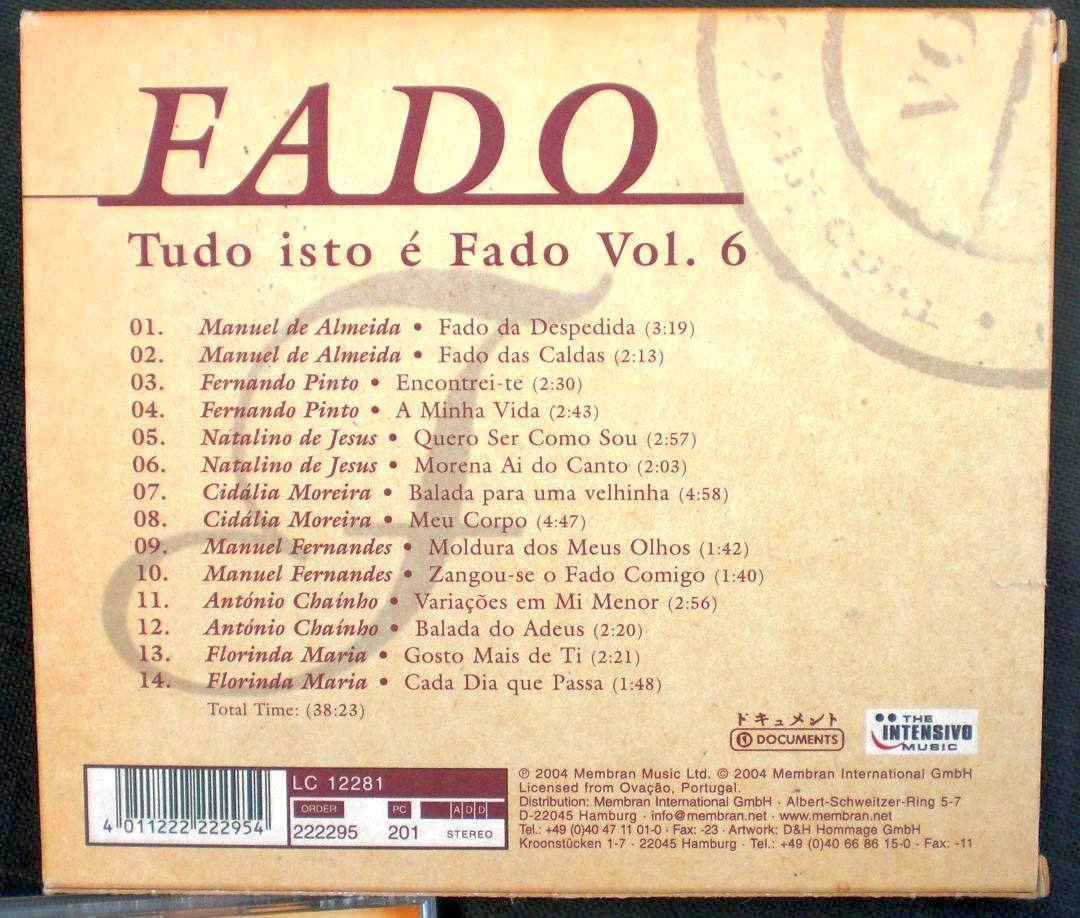 FADO
Tudo isto é Fado Vol. 6
01. Manuel de Almeida • Fado da Despedida (3:19)
02. Manuel de Almeida • Fado das Caldas (2:13)
03. Fernando Pinto • Encontrei-te (2:30)
04. Fernando Pinto • A Minha Vida (2:43)
05. Natalino de Jesus • Quero Ser Como Sou (2:57)
06. Natalino de Jesus • Morena Ai do Canto (2:03)
07. Cidália Moreira • Balada para uma velhinha (4:58)
08. Cidália Moreira • Meu Corpo (4:47)
09. Manuel Fernandes • Moldura dos Meus Olhos (1:42)
10. Manuel Fernandes • Zangou-se o Fado Comigo (1:40)
11. António Chaínho • Variações em Mi Menor (2:56)
12. António Chaínho • Balada do Adeus (2:20)
13. Florinda Maria • Gosto Mais de Ti (2:21)
14. Florinda Maria • Cada Dia que Passa (1:48)
Total Time: (38:23)
ドキュメント
DOCUMENTS
THE
INTENSIVO
MUSIC
4 011222 222954
LC 12281
ORDER PC ADD
222295 201 STEREO
℗ 2004 Membran Music Ltd. © 2004 Membran International GmbH
Licensed from Ovação, Portugal.
Distribution: Membran International GmbH · Albert-Schweitzer-Ring 5-7
D-22045 Hamburg · info@membran.net · www.membran.net
Tel.: +49 (0)40 47 11 01-0 · Fax: -23 · Artwork: D&H Hommage GmbH
Kroonstücken 1-7 · 22045 Hamburg · Tel.: +49 (0)40 66 86 15-0 · Fax: -11